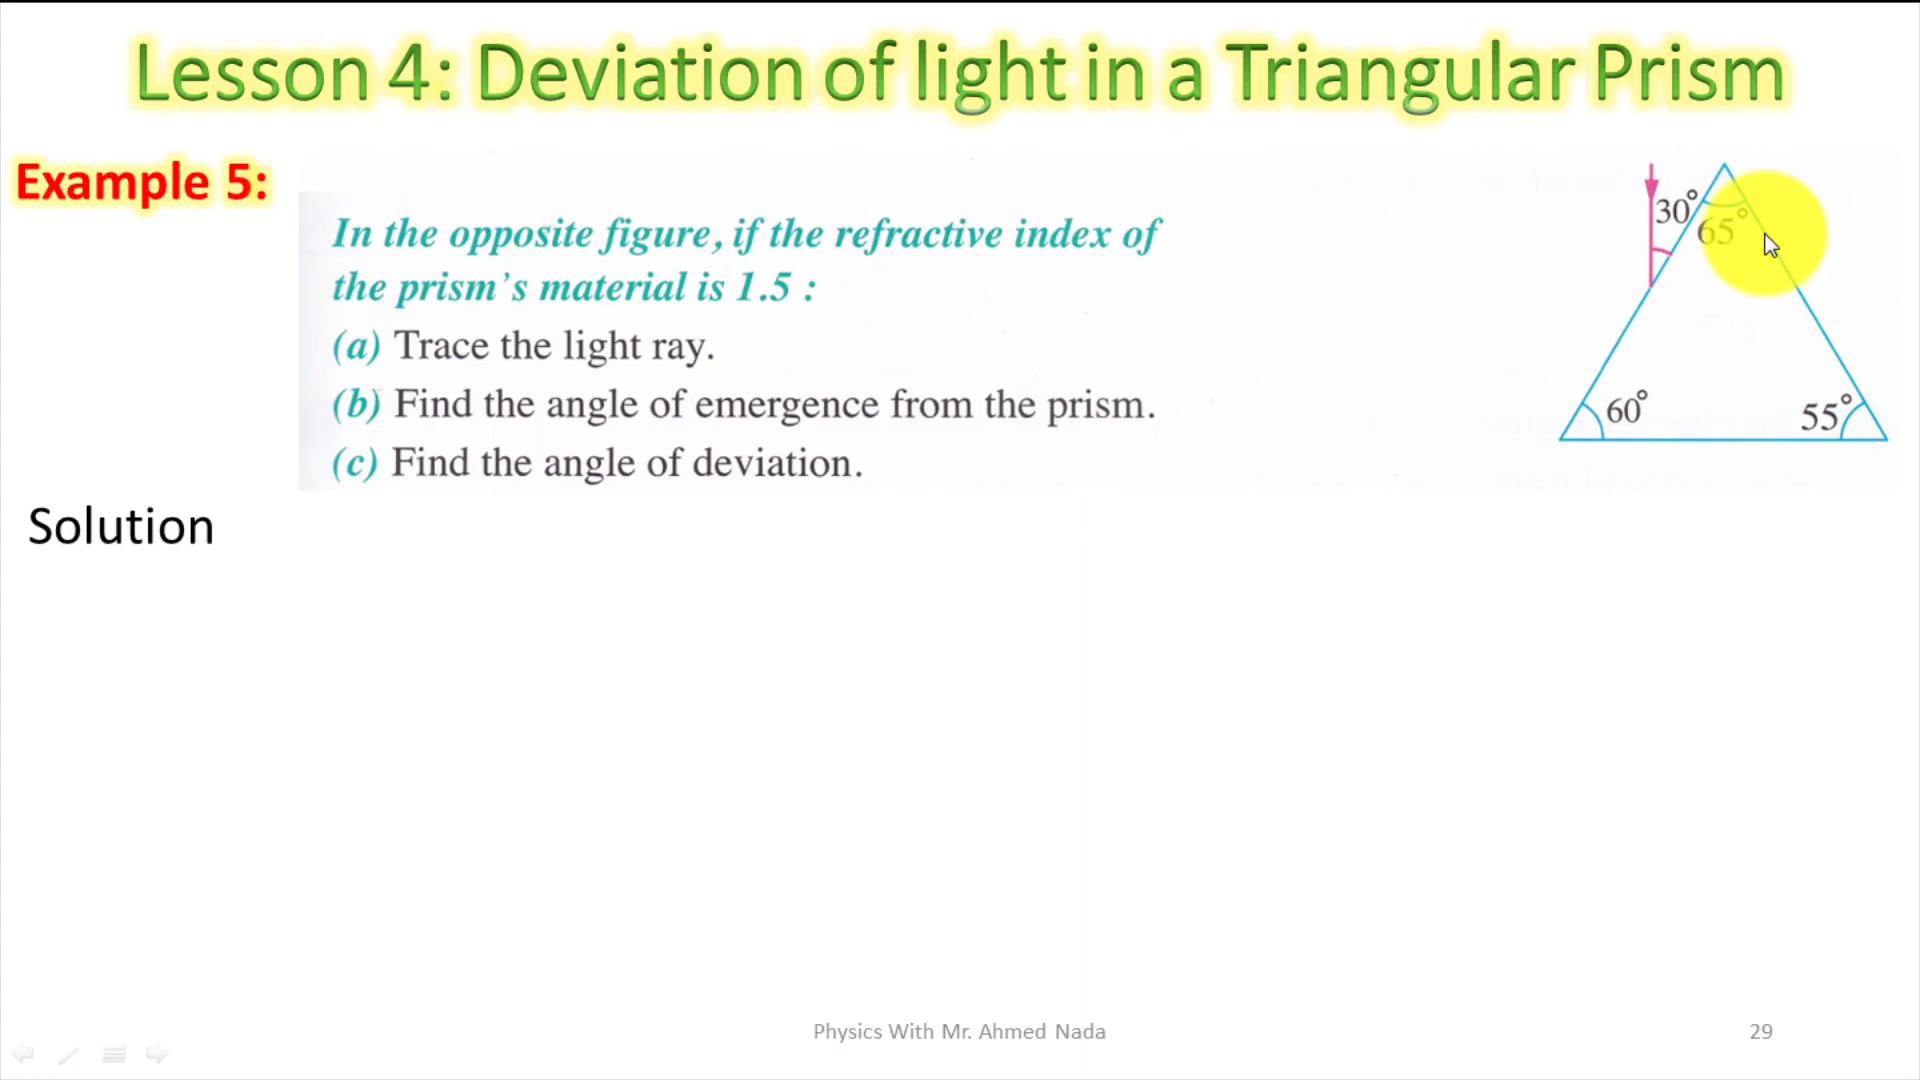 Lesson 4: Deviation of light in a Triangular Prism
Example 5:
In the opposite figure, if the refractive index of
the prism's material is 1.5 :
(a) Trace the light ray.
(b) Find the angle of emergence from the prism.
(c) Find the angle of deviation.
30°
65°
60°
55°
Solution
Physics With Mr. Ahmed Nada
29